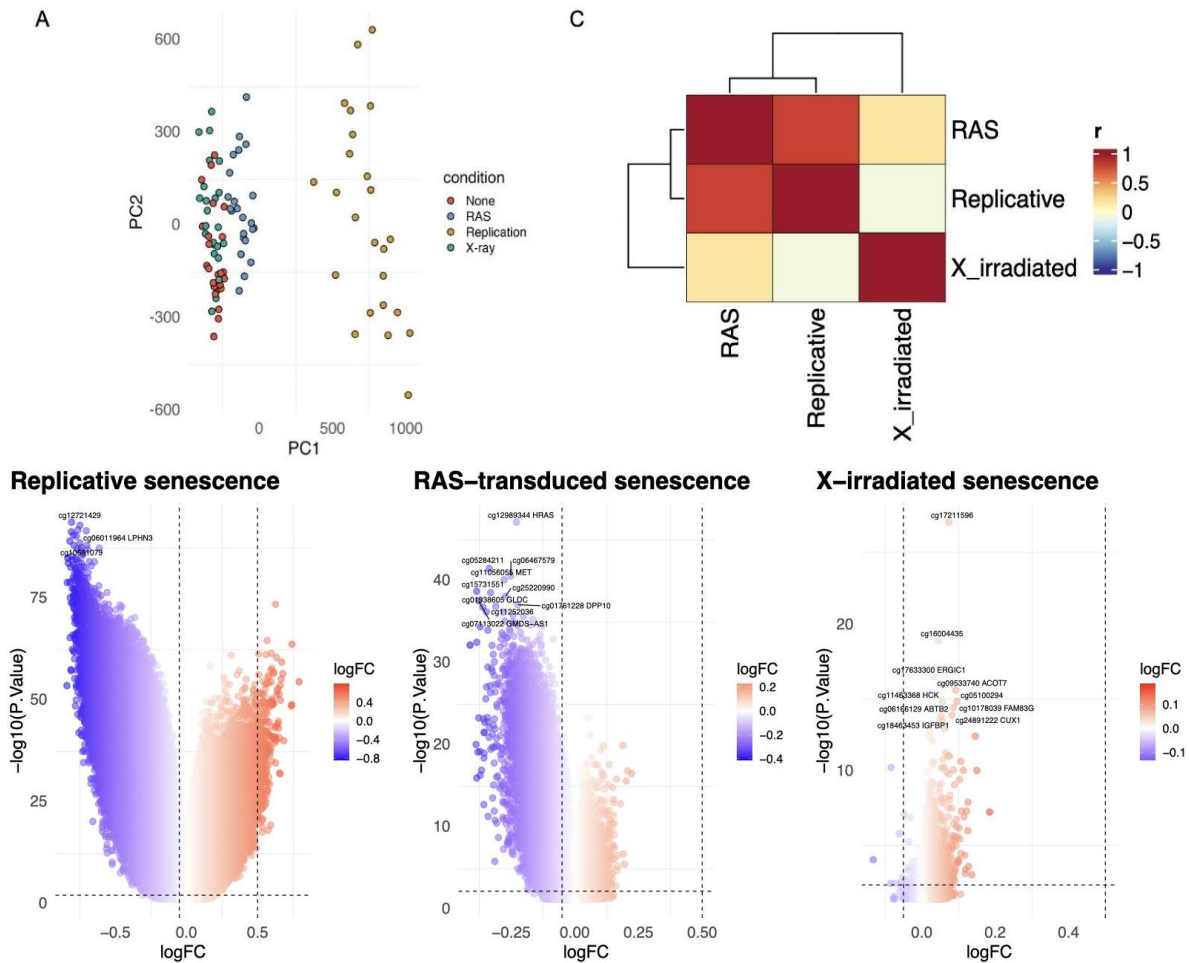 A
600
300
0
-300
-600
PC2
0
500
1000
PC1
condition
None
RAS
Replication
X-ray
C
RAS
Replicative
X_irradiated
RAS
Replicative
X_irradiated
r
1
0.5
0
-0.5
-1
Replicative senescence
cg12721429
cg06011964 LPHN3
cg10581079
75
50
25
0
-log10(P.Value)
-0.5
0.0
0.5
logFC
logFC
0.4
0.0
-0.4
-0.8
RAS-transduced senescence
cg12989344 HRAS
cg05284211
cg06467579
cg11056055 MET
cg15731551
cg25220990
cg01938605 GLDC
cg01761228 DPP10
cg11252036
cg07113022 GMDS-AS1
40
30
20
10
0
-log10(P.Value)
-0.25
0.00
0.25
0.50
logFC
logFC
0.2
0.0
-0.2
-0.4
X-irradiated senescence
cg17211596
cg16004435
cg17633300 ERGIC1
cg09533740 ACOT7
cg11463368 HCK
cg05100294
cg06166129 ABTB2
cg10178039 FAM83G
cg24891222 CUX1
cg18463453 IGFBP1
20
10
-log10(P.Value)
0.0
0.2
0.4
logFC
logFC
0.1
0.0
-0.1